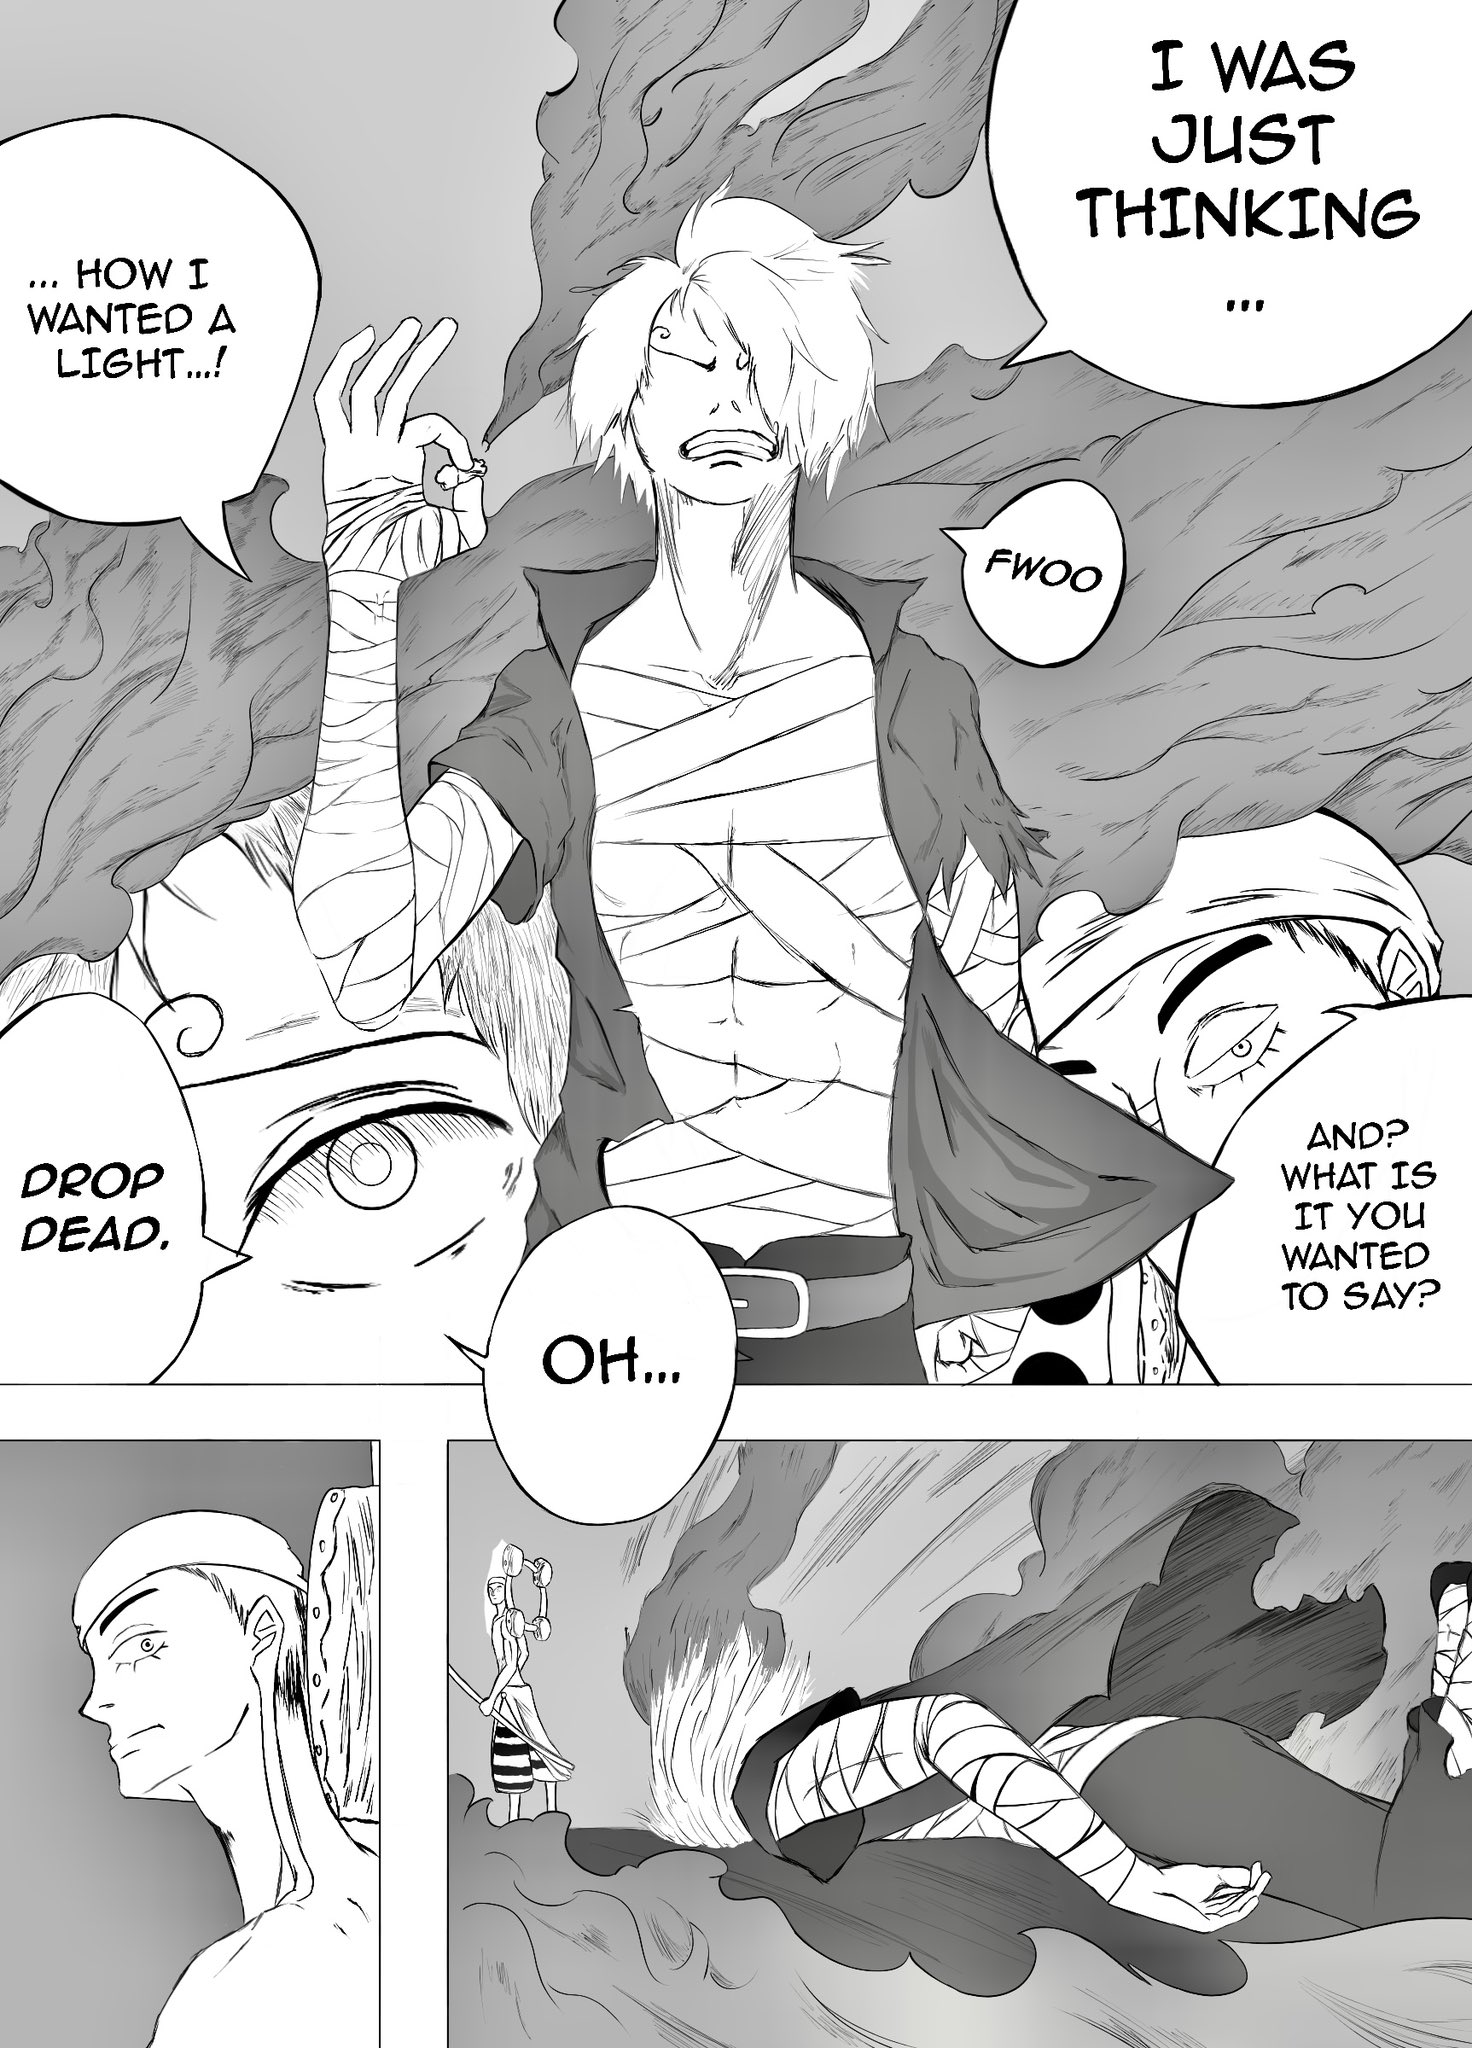 I WAS
JUST
THINKING
...
... HOW I
WANTED A
LIGHT...!
FWOO
AND?
WHAT IS
IT YOU
WANTED
TO SAY?
DROP
DEAD.
OH...